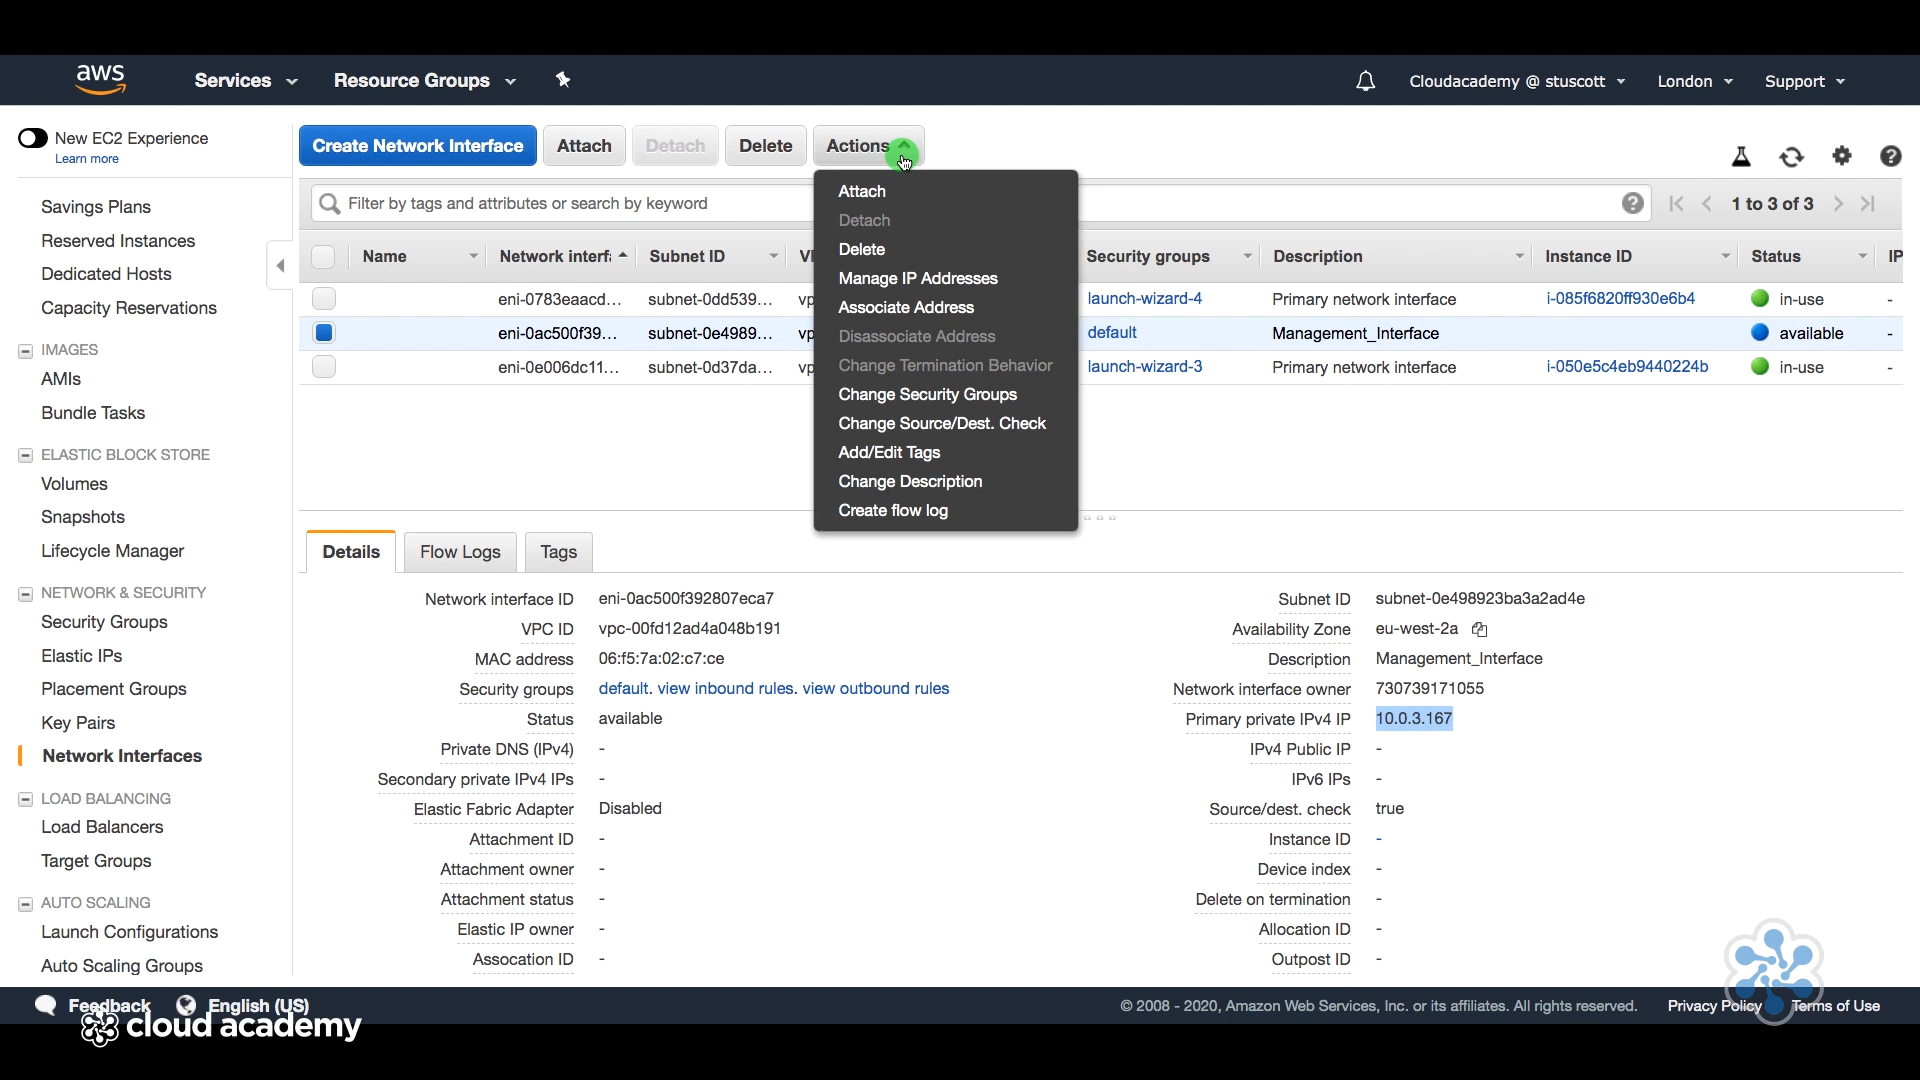 aws Services Resource Groups Cloudacademy @ stuscott London Support
New EC2 Experience
Learn more
Savings Plans
Reserved Instances
Dedicated Hosts
Capacity Reservations
IMAGES
AMIs
Bundle Tasks
ELASTIC BLOCK STORE
Volumes
Snapshots
Lifecycle Manager
NETWORK & SECURITY
Security Groups
Elastic IPs
Placement Groups
Key Pairs
Network Interfaces
LOAD BALANCING
Load Balancers
Target Groups
AUTO SCALING
Launch Configurations
Auto Scaling Groups
Create Network Interface Attach Detach Delete Actions
Filter by tags and attributes or search by keyword 1 to 3 of 3
Name Network interf Subnet ID Security groups Description Instance ID Status IP
eni-0783eaacd... subnet-0dd539... vp launch-wizard-4 Primary network interface i-085f6820ff930e6b4 in-use -
eni-0ac500f39... subnet-0e4989... vp default Management_Interface available -
eni-0e006dc11... subnet-0d37da... vp launch-wizard-3 Primary network interface i-050e5c4eb9440224b in-use -
Attach
Detach
Delete
Manage IP Addresses
Associate Address
Disassociate Address
Change Termination Behavior
Change Security Groups
Change Source/Dest. Check
Add/Edit Tags
Change Description
Create flow log
Details Flow Logs Tags
Network interface ID eni-0ac500f392807eca7
VPC ID vpc-00fd12ad4a048b191
MAC address 06:f5:7a:02:c7:ce
Security groups default. view inbound rules. view outbound rules
Status available
Private DNS (IPv4) -
Secondary private IPv4 IPs -
Elastic Fabric Adapter Disabled
Attachment ID -
Attachment owner -
Attachment status -
Elastic IP owner -
Assocation ID -
Subnet ID subnet-0e498923ba3a2ad4e
Availability Zone eu-west-2a
Description Management_Interface
Network interface owner 730739171055
Primary private IPv4 IP 10.0.3.167
IPv4 Public IP -
IPv6 IPs -
Source/dest. check true
Instance ID -
Device index -
Delete on termination -
Allocation ID -
Outpost ID -
Feedback English (US) © 2008 - 2020, Amazon Web Services, Inc. or its affiliates. All rights reserved. Privacy Policy Terms of Use
cloud academy